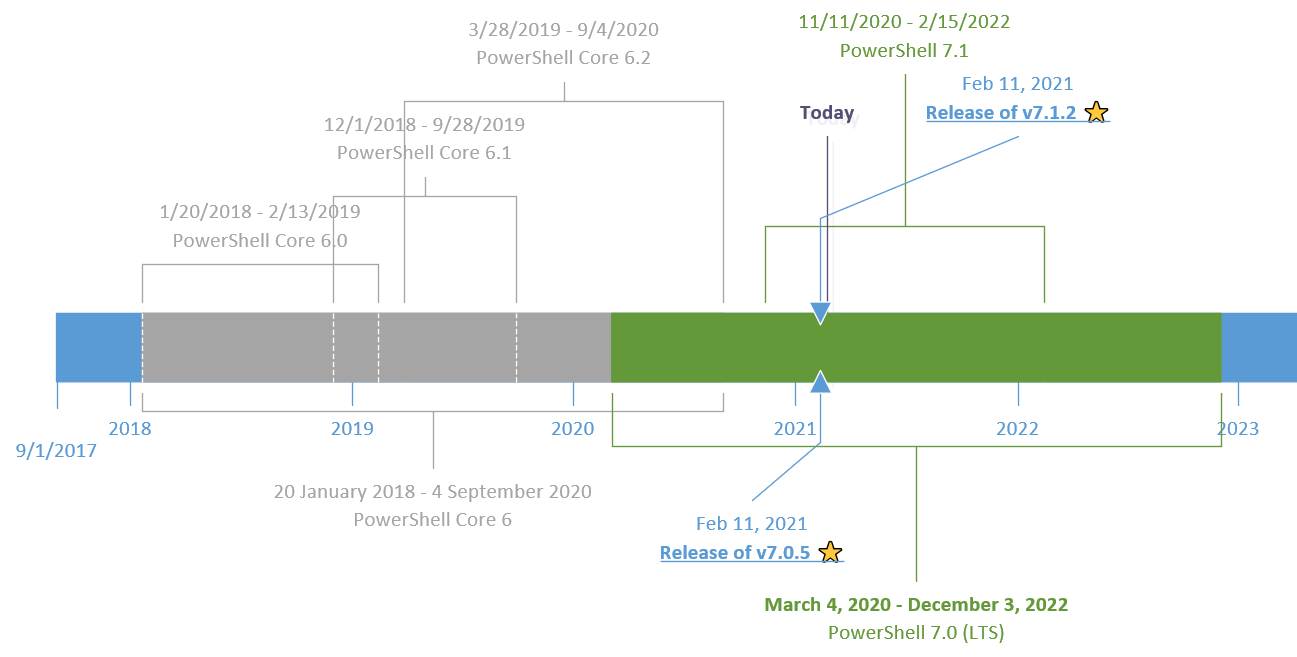 11/11/2020 - 2/15/2022
PowerShell 7.1
3/28/2019 - 9/4/2020
PowerShell Core 6.2
Feb 11, 2021
Release of v7.1.2
Today
12/1/2018 - 9/28/2019
PowerShell Core 6.1
1/20/2018 - 2/13/2019
PowerShell Core 6.0
2018
2019
2020
2021
2022
2023
9/1/2017
20 January 2018 - 4 September 2020
PowerShell Core 6
Feb 11, 2021
Release of v7.0.5
March 4, 2020 - December 3, 2022
PowerShell 7.0 (LTS)